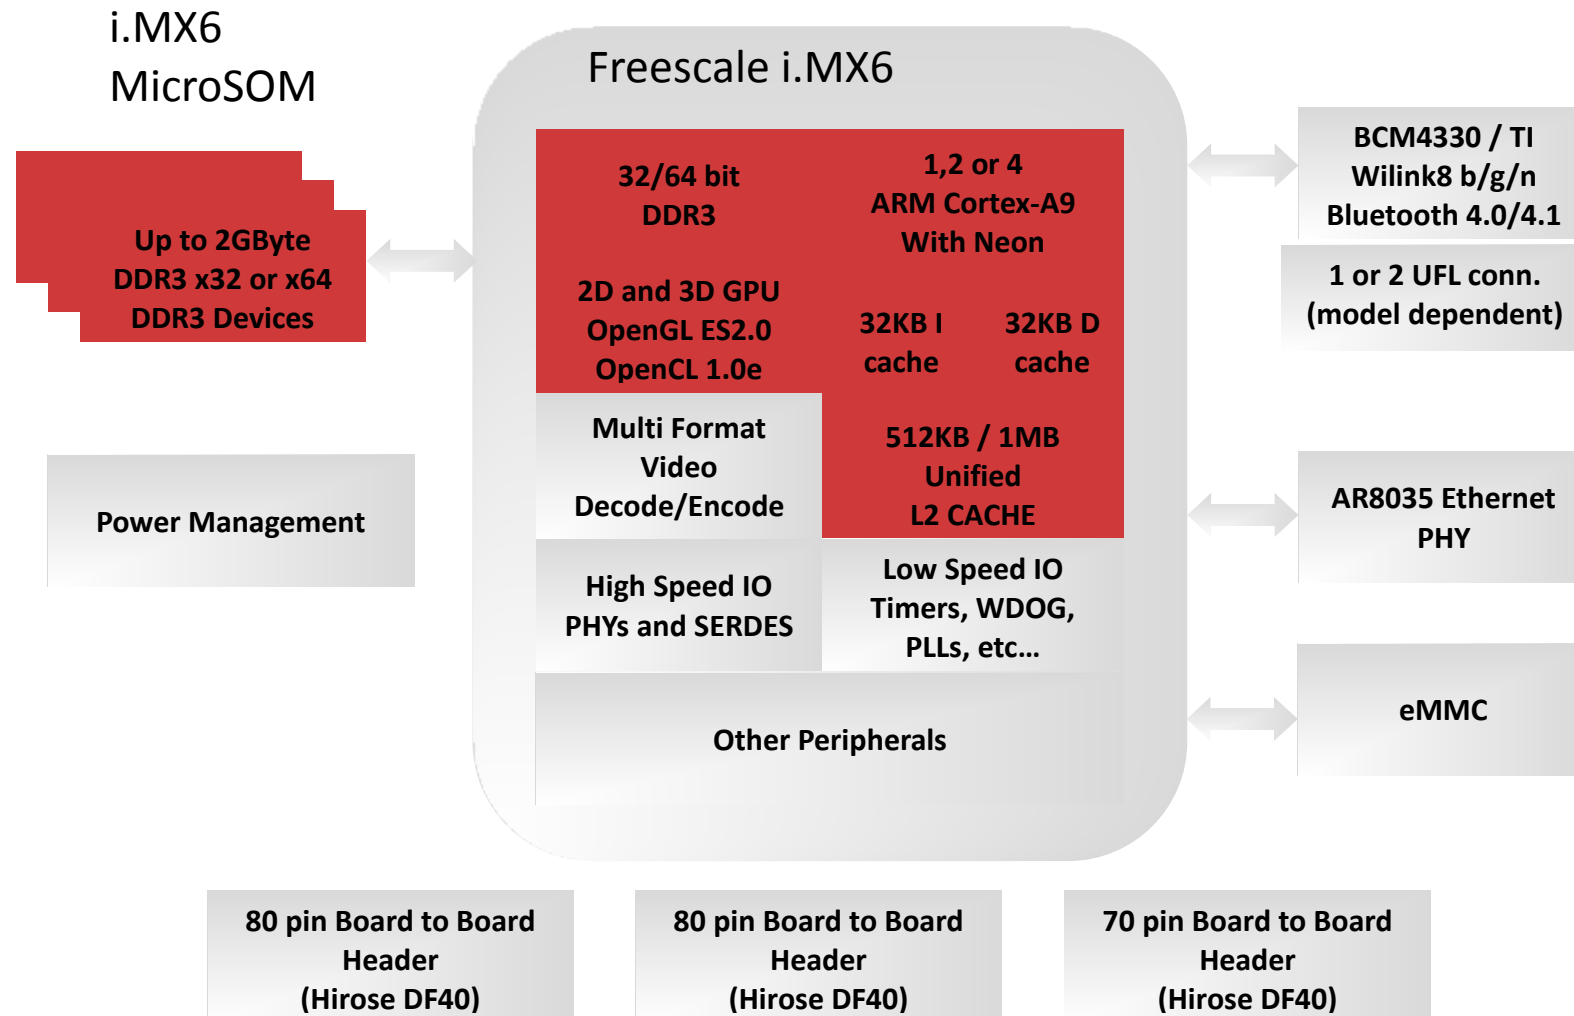 i.MX6
MicroSOM
Freescale i.MX6
Up to 2GByte
DDR3 x32 or x64
DDR3 Devices
Power Management
32/64 bit
DDR3
1,2 or 4
ARM Cortex-A9
With Neon
2D and 3D GPU
OpenGL ES2.0
OpenCL 1.0e
32KB I
cache
32KB D
cache
Multi Format
Video
Decode/Encode
512KB / 1MB
Unified
L2 CACHE
High Speed IO
PHYs and SERDES
Low Speed IO
Timers, WDOG,
PLLs, etc...
Other Peripherals
BCM4330 / TI
Wilink8 b/g/n
Bluetooth 4.0/4.1
1 or 2 UFL conn.
(model dependent)
AR8035 Ethernet
PHY
eMMC
80 pin Board to Board
Header
(Hirose DF40)
80 pin Board to Board
Header
(Hirose DF40)
70 pin Board to Board
Header
(Hirose DF40)